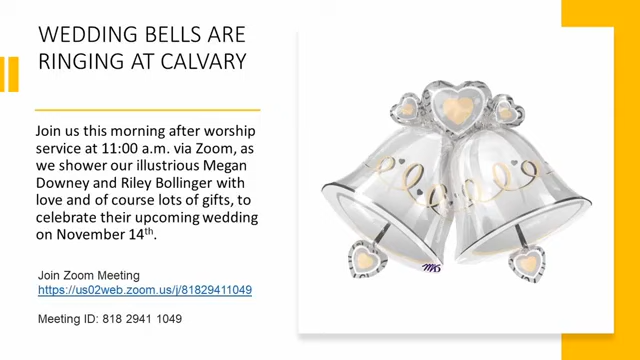 WEDDING BELLS ARE
RINGING AT CALVARY
Join us this morning after worship
service at 11:00 a.m. via Zoom, as
we shower our illustrious Megan
Downey and Riley Bollinger with
love and of course lots of gifts, to
celebrate their upcoming wedding
on November 14th.
Join Zoom Meeting
https://us02web.zoom.us/j/81829411049
Meeting ID: 818 2941 1049